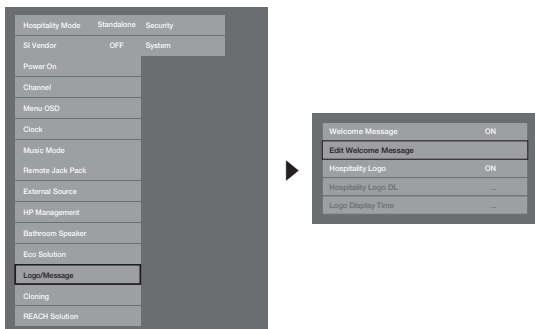 Hospitality Mode Standalone Security
SI Vendor OFF System
Power On
Channel
Menu OSD
Clock
Music Mode
Remote Jack Pack
External Source
HP Management
Bathroom Speaker
Eco Solution
Logo/Message
Cloning
REACH Solution
Welcome Message ON
Edit Welcome Message
Hospitality Logo ON
Hospitality Logo DL ...
Logo Display Time ...